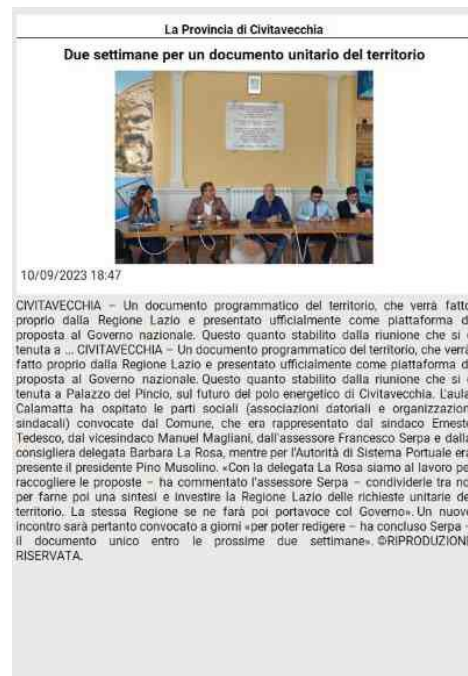 La Provincia di Civitavecchia
Due settimane per un documento unitario del territorio
10/09/2023 18:47
CIVITAVECCHIA – Un documento programmatico del territorio, che verrà fatto
proprio dalla Regione Lazio e presentato ufficialmente come piattaforma d
proposta al Governo nazionale. Questo quanto stabilito dalla riunione che si è
tenuta a ... CIVITAVECCHIA – Un documento programmatico del territorio, che verrà
fatto proprio dalla Regione Lazio e presentato ufficialmente come piattaforma d
proposta al Governo nazionale. Questo quanto stabilito dalla riunione che si è
tenuta a Palazzo del Pincio, sul futuro del polo energetico di Civitavecchia. L'aula
Calamatta ha ospitato le parti sociali (associazioni datoriali e organizzazion
sindacali) convocate dal Comune, che era rappresentato dal sindaco Ernesto
Tedesco, dal vicesindaco Manuel Magliani, dall'assessore Francesco Serpa e dalla
consigliera delegata Barbara La Rosa, mentre per l'Autorità di Sistema Portuale era
presente il presidente Pino Musolino. «Con la delegata La Rosa siamo al lavoro pe
raccogliere le proposte – ha commentato l'assessore Serpa – condividerle tra no
per farne poi una sintesi e investire la Regione Lazio delle richieste unitarie de
territorio. La stessa Regione se ne farà poi portavoce col Governo». Un nuovo
incontro sarà pertanto convocato a giorni «per poter redigere – ha concluso Serpa –
il documento unico entro le prossime due settimane». ©RIPRODUZIONE
RISERVATA.